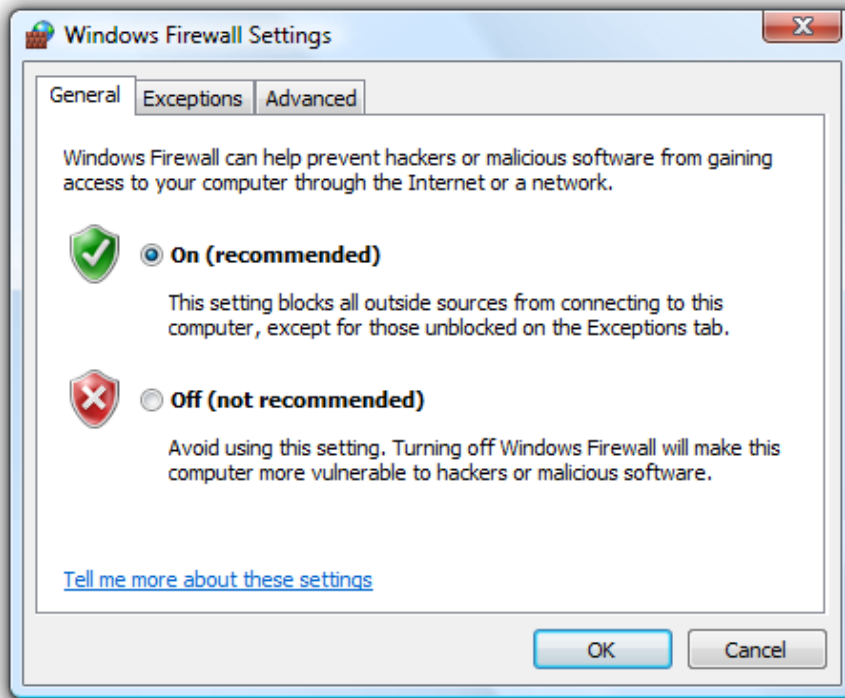 Windows Firewall Settings
General
Exceptions
Advanced
Windows Firewall can help prevent hackers or malicious software from gaining
access to your computer through the Internet or a network.
On (recommended)
This setting blocks all outside sources from connecting to this
computer, except for those unblocked on the Exceptions tab.
Off (not recommended)
Avoid using this setting. Turning off Windows Firewall will make this
computer more vulnerable to hackers or malicious software.
Tell me more about these settings
OK
Cancel